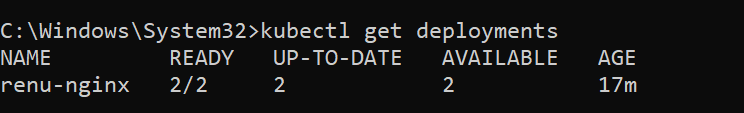 C:\Windows\System32>kubectl get deployments
NAME         READY   UP-TO-DATE   AVAILABLE   AGE
renu-nginx   2/2     2            2           17m